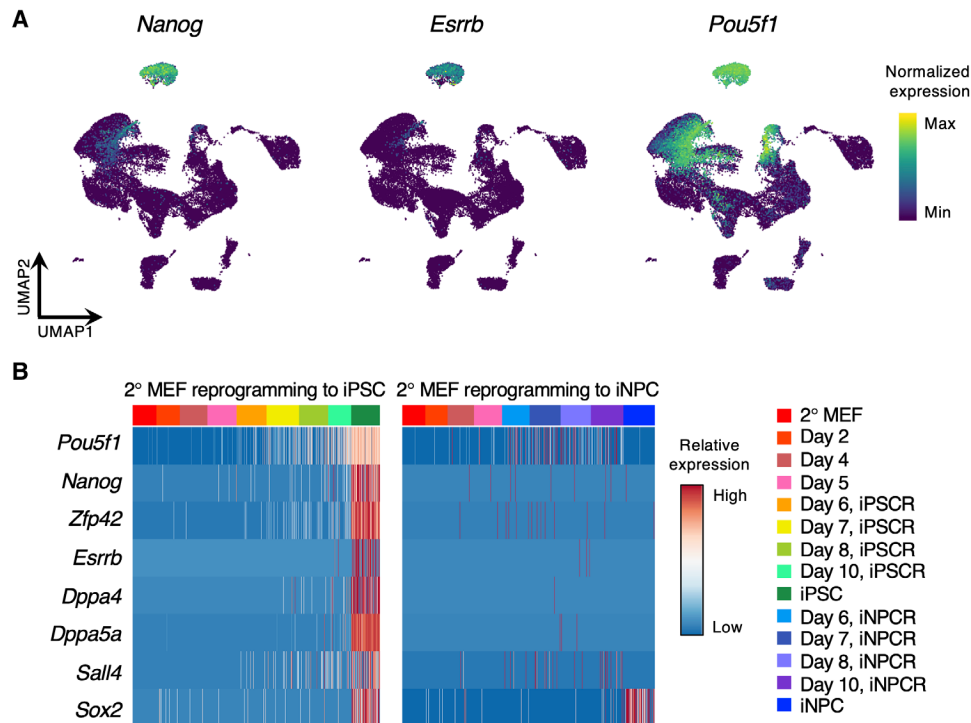 A
Nanog
Esrrb
Pou5f1
Normalized
expression
Max
Min
UMAP2
UMAP1
B
2° MEF reprogramming to iPSC
2° MEF reprogramming to iNPC
Pou5f1
Nanog
Zfp42
Esrrb
Dppa4
Dppa5a
Sall4
Sox2
Relative
expression
High
Low
2° MEF
Day 2
Day 4
Day 5
Day 6, iPSCR
Day 7, iPSCR
Day 8, iPSCR
Day 10, iPSCR
iPSC
Day 6, iNPCR
Day 7, iNPCR
Day 8, iNPCR
Day 10, iNPCR
iNPC